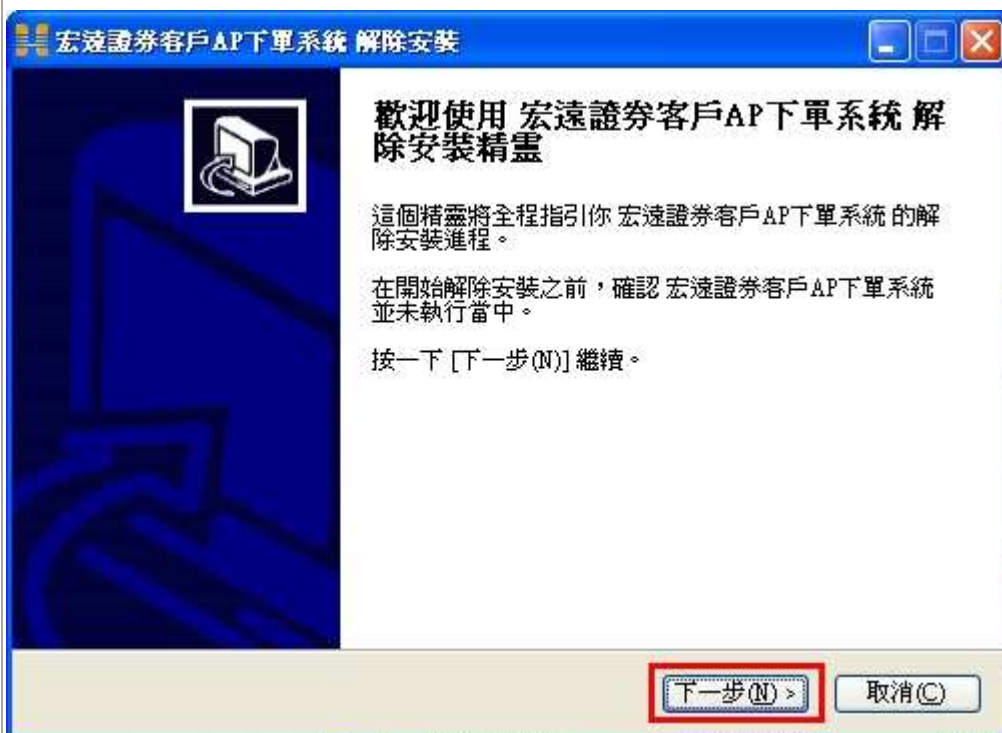 宏遠證券客戶AP下單系統 解除安裝
歡迎使用 宏遠證券客戶AP下單系統 解
除安裝精靈
這個精靈將全程指引你 宏遠證券客戶AP下單系統 的解
除安裝進程。
在開始解除安裝之前，確認 宏遠證券客戶AP下單系統
並未執行當中。
按一下 [下一步(N)] 繼續。
下一步(N) > 取消(C)